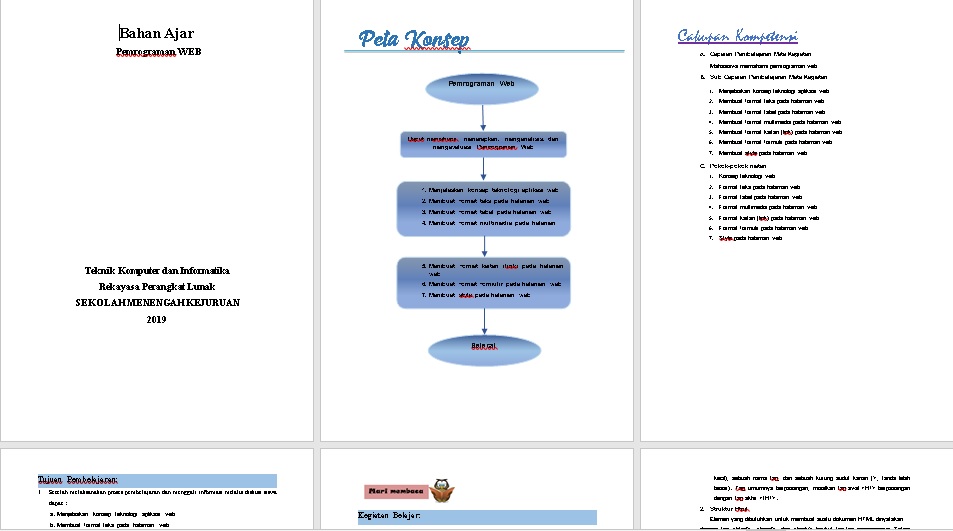 Bahan Ajar
Pemrograman WEB
Teknik Komputer dan Informatika
Rekayasa Perangkat Lunak
SEKOLAH MENENGAH KEJURUAN
2019
Peta Konsep
Pemrograman Web
Dapat memahami, menerapkan, menganalisis dan
mengevaluasi Pemrograman Web
1. Menjelaskan konsep teknologi aplikasi web
2. Membuat format teks pada halaman web
3. Membuat format tabel pada halaman web
4. Membuat format multimedia pada halaman
5. Membuat format kaitan (link) pada halaman
web
6. Membuat format formulir pada halaman web
7. Membuat style pada halaman web
Selesai
Cakupan Kompetensi
A. Capaian Pembelajaran Mata Kegiatan
Mahasiswa memahami pemrograman web
B. Sub Capaian Pembelajaran Mata Kegiatan
1. Menjelaskan konsep teknologi aplikasi web
2. Membuat format teks pada halaman web
3. Membuat format tabel pada halaman web
4. Membuat format multimedia pada halaman web
5. Membuat format kaitan (link) pada halaman web
6. Membuat format formulir pada halaman web
7. Membuat style pada halaman web
C. Pokok-pokok materi
1. Konsep teknologi web
2. Format teks pada halaman web
3. Format tabel pada halaman web
4. Format multimedia pada halaman web
5. Format kaitan (link) pada halaman web
6. Format formulir pada halaman web
7. Style pada halaman web
Tujuan Pembelajaran:
1. Setelah melaksanakan proses pembelajaran dan menggali informasi melalui diskusi siswa
dapat :
a. Menjelaskan konsep teknologi aplikasi web
b. Membuat format teks pada halaman web
Mari membaca
Kegiatan Belajar:
kecil), sebuah nama tag, dan sebuah kurung sudut kanan (>, tanda lebih
besar). Tag umumnya berpasangan, misalkan tag awal <H1> berpasangan
dengan tag akhir </H1>.
2. Struktur html
Elemen yang dibutuhkan untuk membuat suatu dokumen HTML dinyatakan